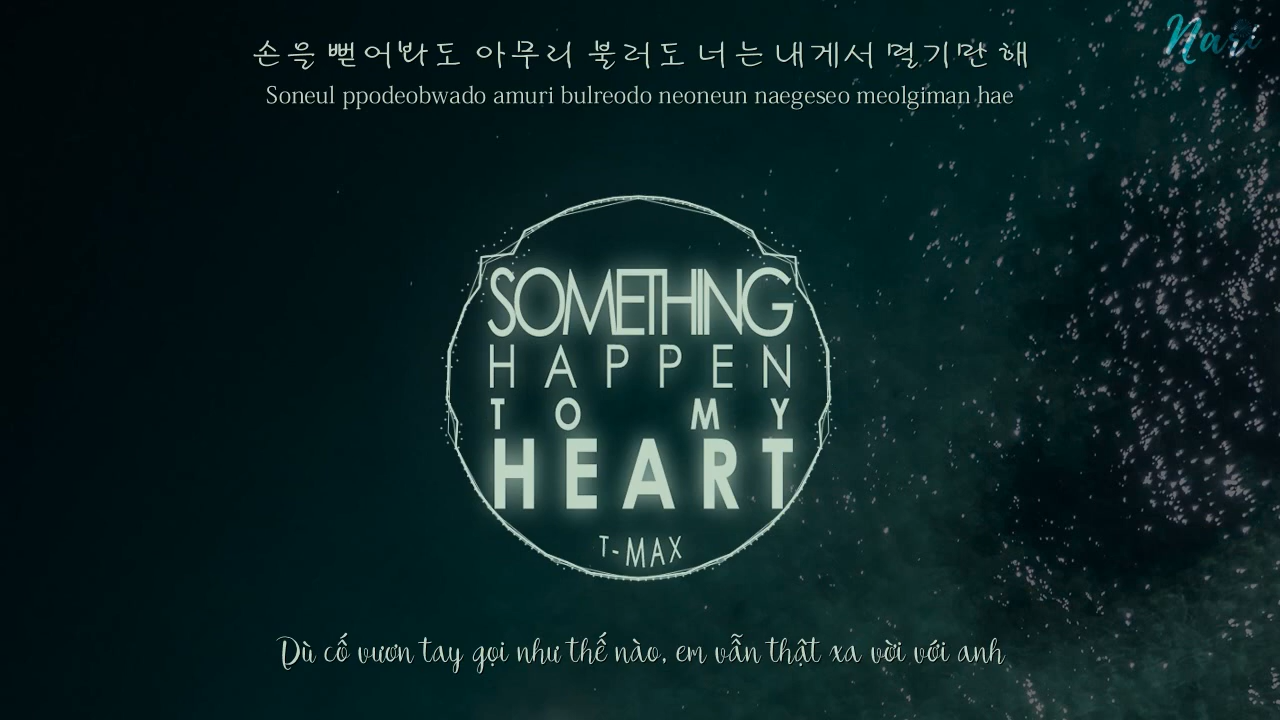 손을 뻗어봐도 아무리 불러도 너는 내게서 멀기만 해
Nari
Soneul ppodeobwado amuri bulreodo neoneun naegeseo meolgiman hae
SOMETHING
HAPPEN
TO MY
HEART
T-MAX
Dù cố vươn tay gọi như thế nào, em vẫn thật xa vời với anh